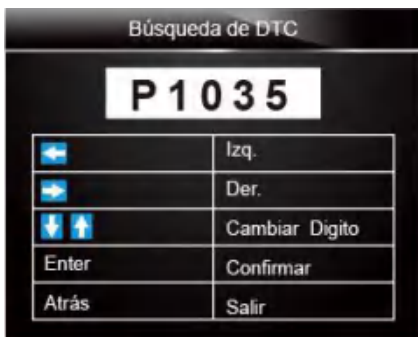 Búsqueda de DTC
P1035
Izq.
Der.
Cambiar Digito
Enter Confirmar
Atrás Salir